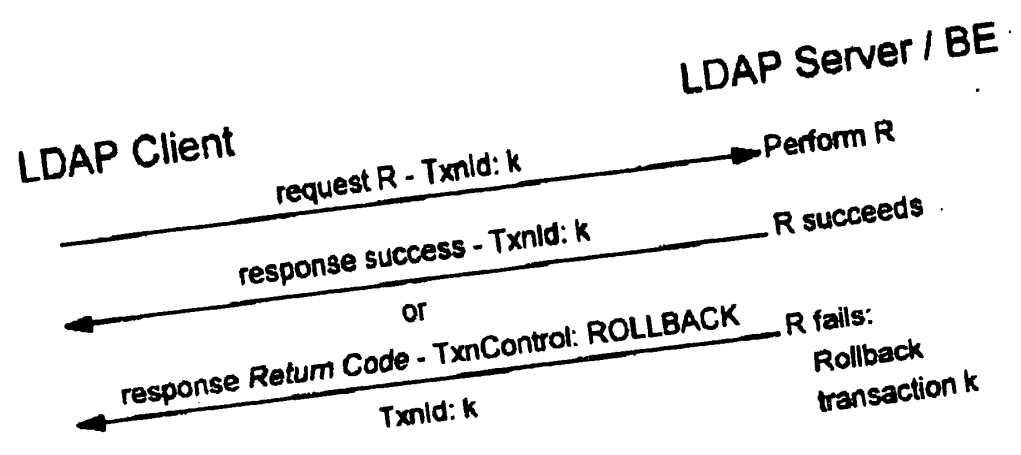 LDAP Server / BE
LDAP Client
request R - TxnId: k
Perform R
response success - TxnId: k
R succeeds
or
response Return Code - TxnControl: ROLLBACK
TxnId: k
R fails:
Rollback
transaction k